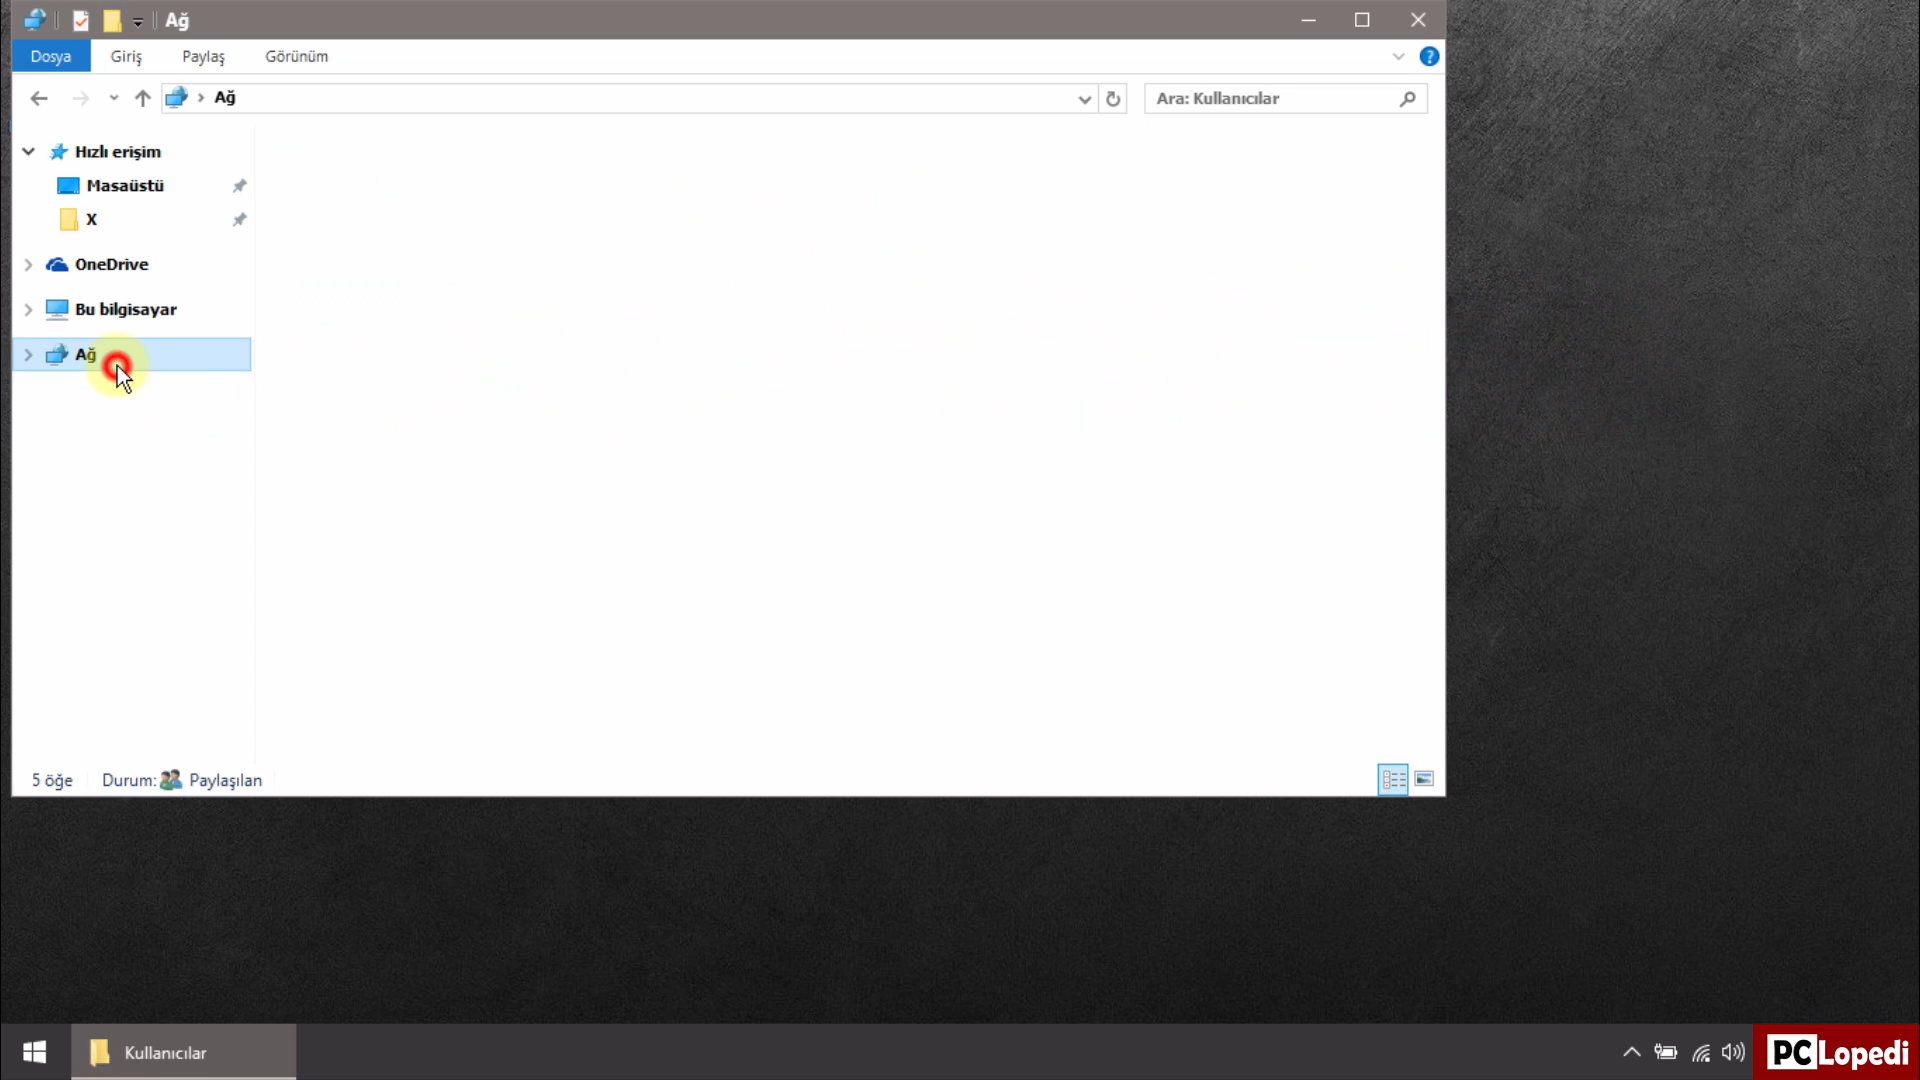 Ağ
Dosya Giriş Paylaş Görünüm
Ağ
Ara: Kullanıcılar
Hızlı erişim
Masaüstü
X
OneDrive
Bu bilgisayar
Ağ
5 öğe Durum: Paylaşılan
Kullanıcılar
PCLopedi